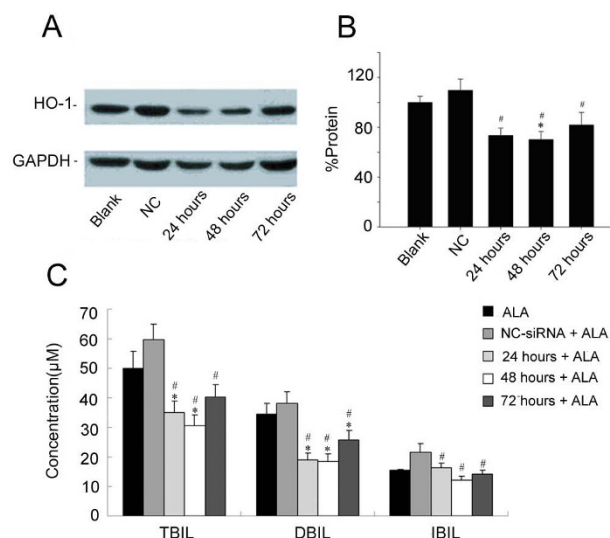 A
HO-1-
GAPDH -
Blank
NC
24 hours
48 hours
72 hours
B
%Protein
120
80
40
0
#
#
*
#
Blank
NC
24 hours
48 hours
72 hours
C
Concentration(μM)
70
60
50
40
30
20
10
0
#
*
#
*
#
#
*
#
*
#
*
#
#
#
TBIL
DBIL
IBIL
ALA
NC-siRNA + ALA
24 hours + ALA
48 hours + ALA
72 hours + ALA